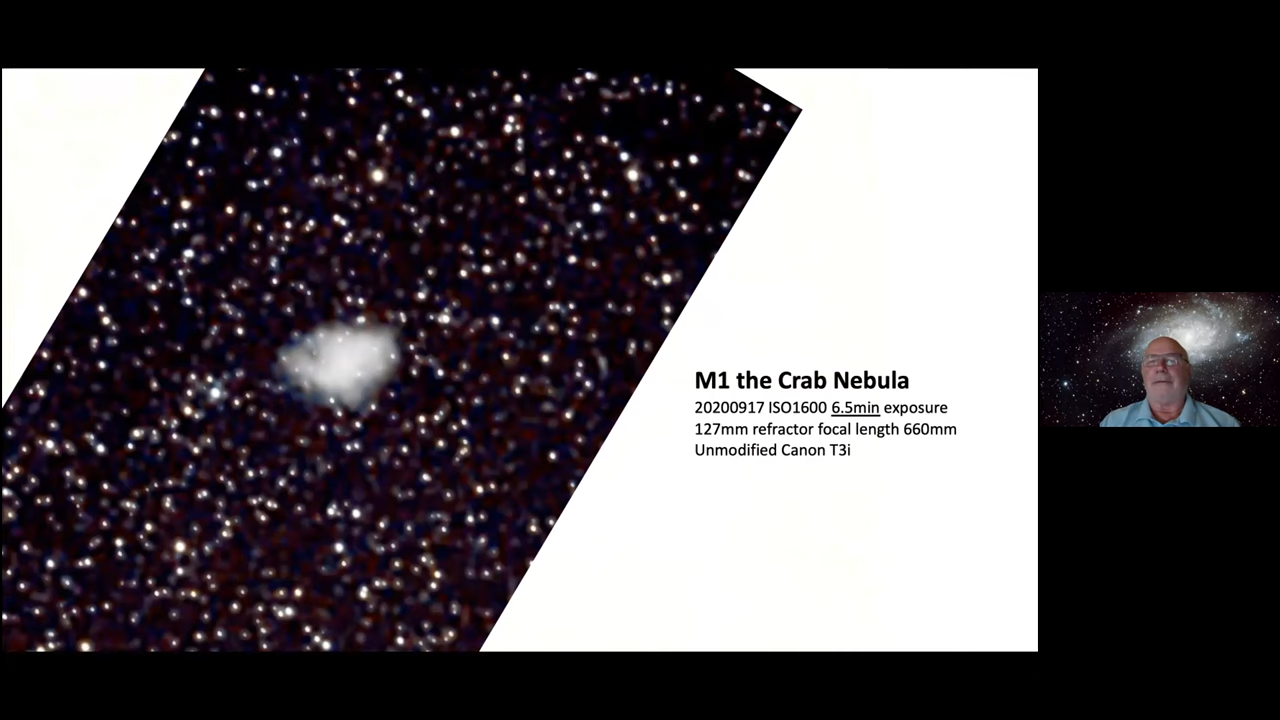 M1 the Crab Nebula
20200917 ISO1600 6.5min exposure
127mm refractor focal length 660mm
Unmodified Canon T3i